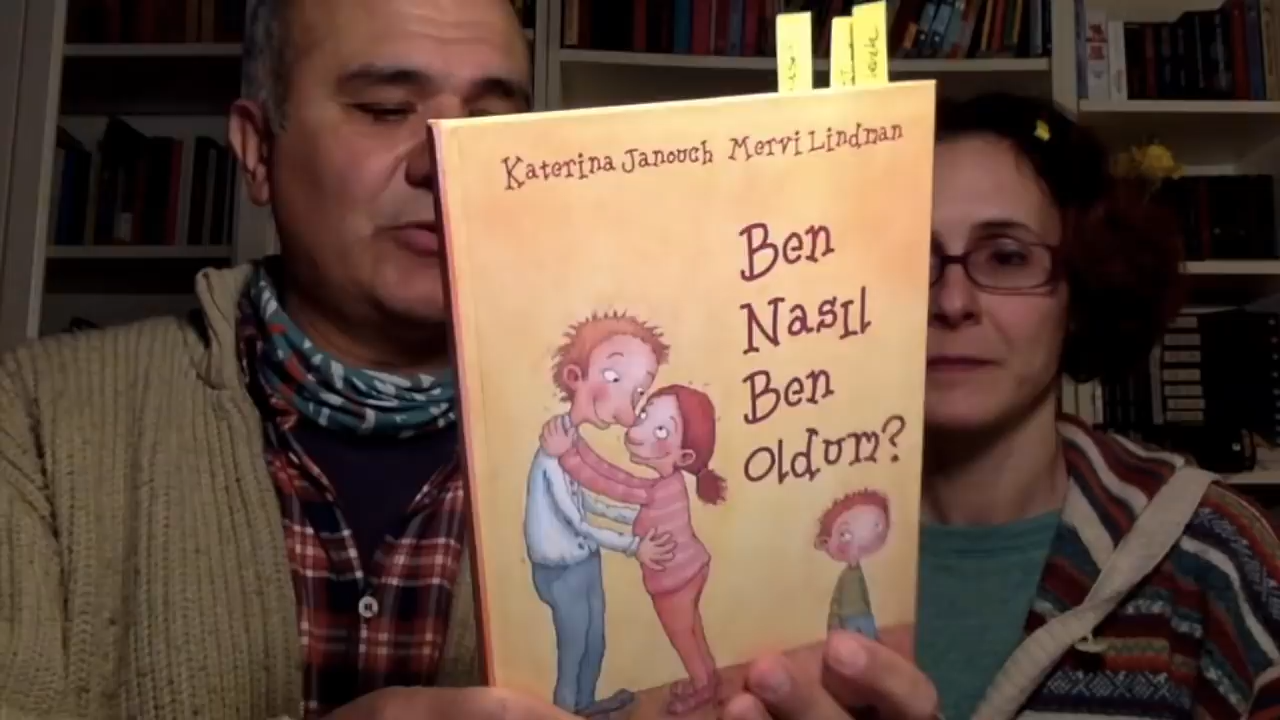 Katerina Janouch Mervi Lindman
Ben
Nasıl
Ben
oldum?